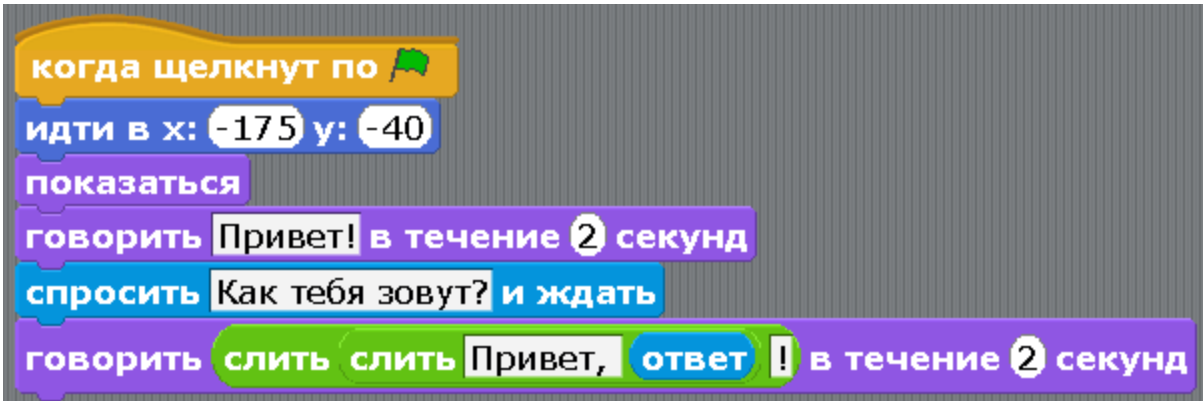 когда щелкнут по
идти в x: -175 y: -40
показаться
говорить Привет! в течение 2 секунд
спросить Как тебя зовут? и ждать
говорить слить слить Привет, ответ ! в течение 2 секунд